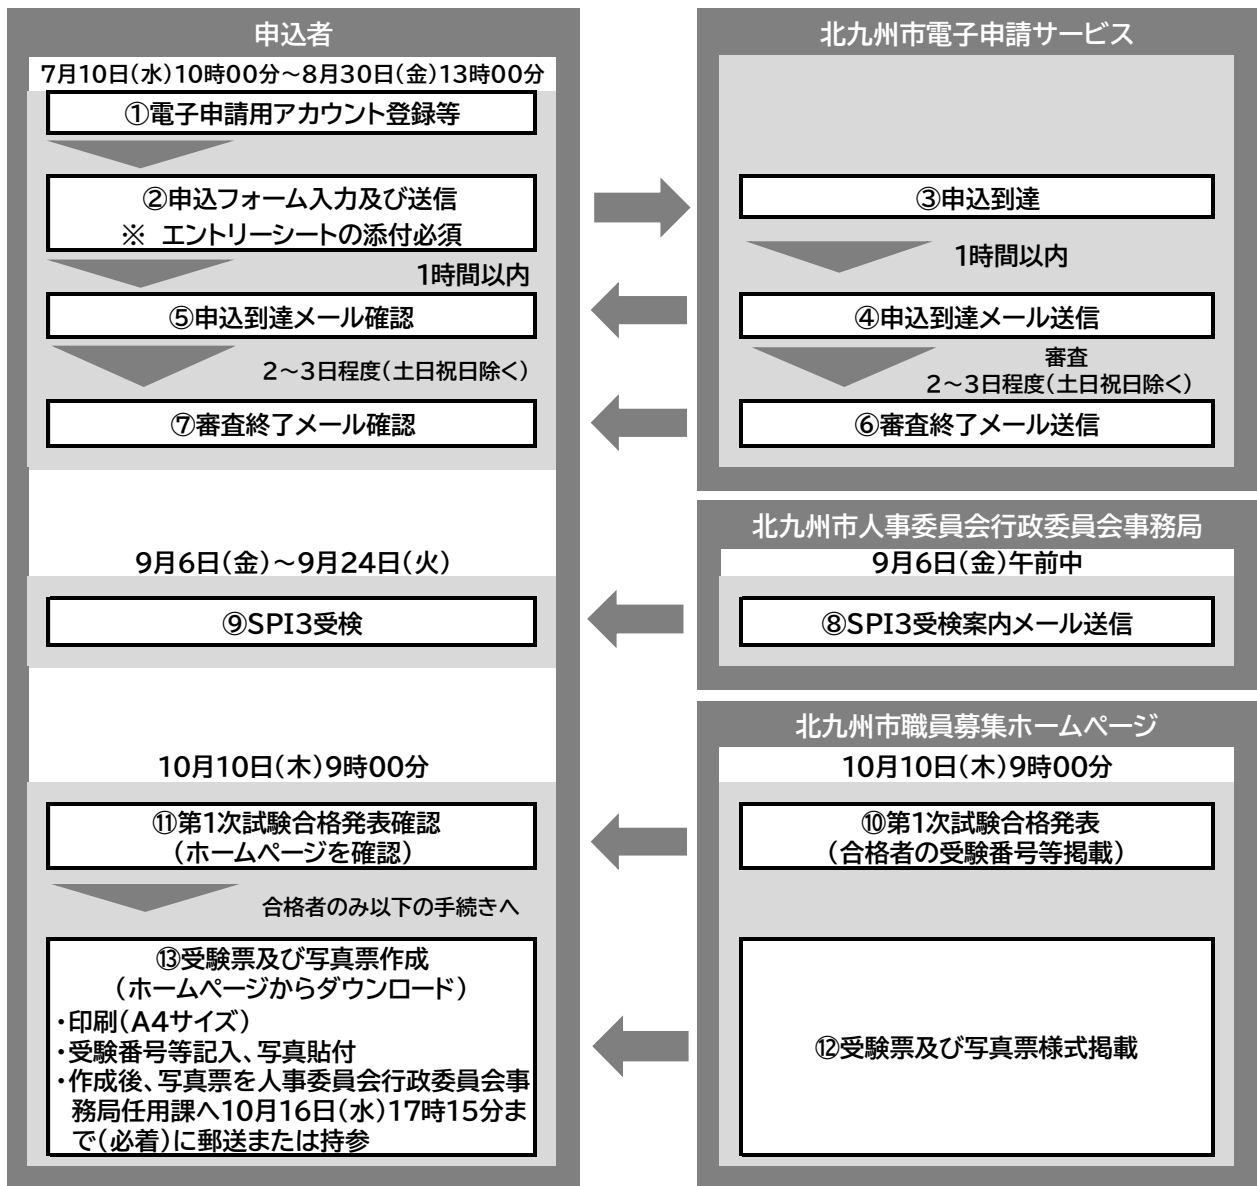 申込者
7月10日(水)10時00分～8月30日(金)13時00分
①電子申請用アカウント登録等
②申込フォーム入力及び送信
※ エントリーシートの添付必須
1時間以内
⑤申込到達メール確認
2～3日程度(土日祝日除く)
⑦審査終了メール確認
9月6日(金)～9月24日(火)
⑨SPI3受検
10月10日(木)9時00分
⑪第1次試験合格発表確認
(ホームページを確認)
合格者のみ以下の手続きへ
⑬受験票及び写真票作成
(ホームページからダウンロード)
・印刷(A4サイズ)
・受験番号等記入、写真貼付
・作成後、写真票を人事委員会行政委員会事
務局任用課へ10月16日(水)17時15分ま
で(必着)に郵送または持参
北九州市電子申請サービス
③申込到達
1時間以内
④申込到達メール送信
審査
2～3日程度(土日祝日除く)
⑥審査終了メール送信
北九州市人事委員会行政委員会事務局
9月6日(金)午前中
⑧SPI3受検案内メール送信
北九州市職員募集ホームページ
10月10日(木)9時00分
⑩第1次試験合格発表
(合格者の受験番号等掲載)
⑫受験票及び写真票様式掲載